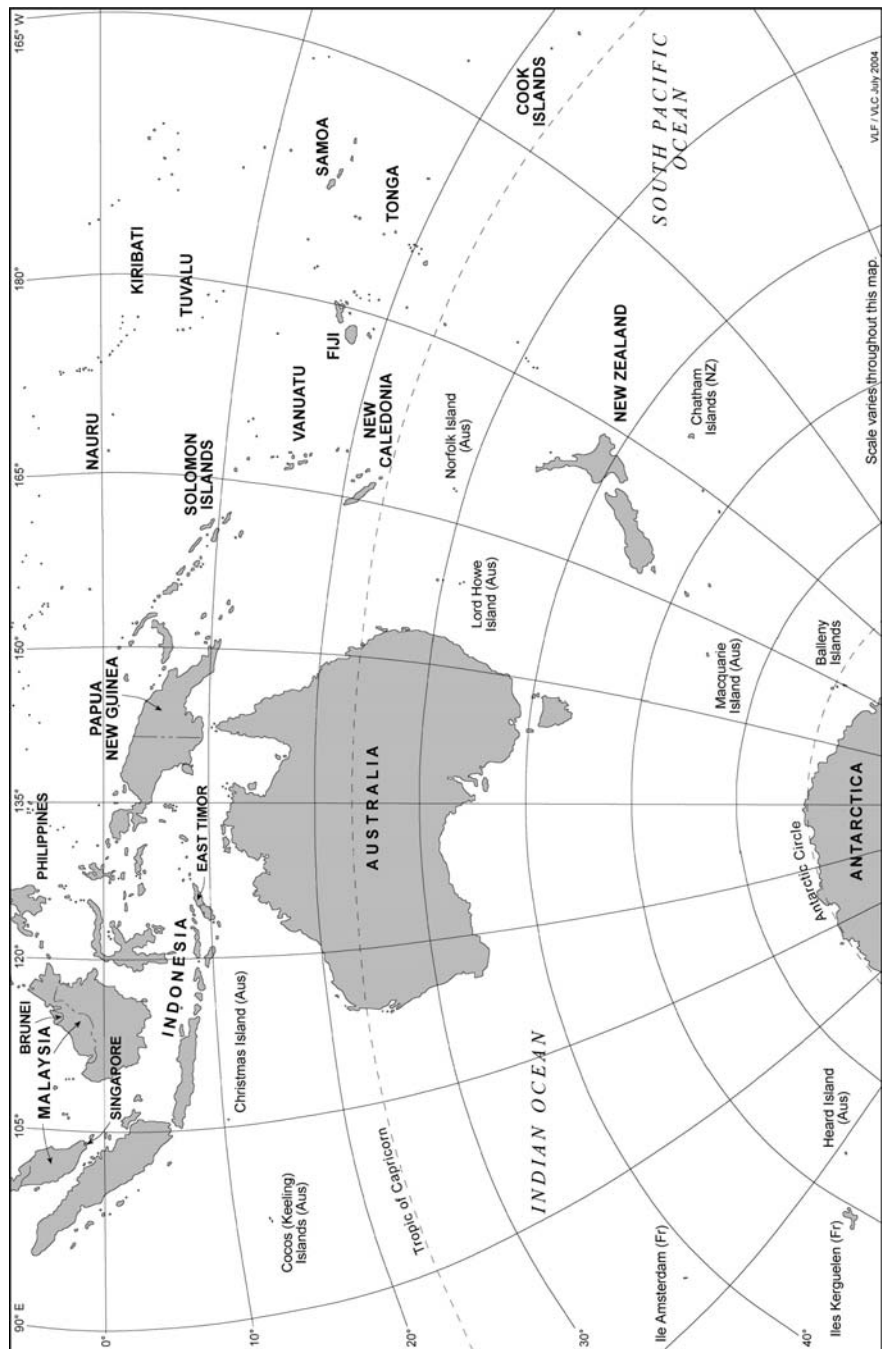 90° E
105°
120°
135°
150°
165°
180°
165° W
0°
10°
20°
30°
40°
BRUNEI
MALAYSIA
SINGAPORE
INDONESIA
PHILIPPINES
EAST TIMOR
PAPUA
NEW GUINEA
SOLOMON
ISLANDS
NAURU
KIRIBATI
TUVALU
SAMOA
TONGA
COOK
ISLANDS
FIJI
VANUATU
NEW
CALEDONIA
Christmas Island (Aus)
Cocos (Keeling)
Islands (Aus)
Tropic of Capricorn
AUSTRALIA
Lord Howe
Island (Aus)
Norfolk Island
(Aus)
NEW ZEALAND
Chatham
Islands (NZ)
SOUTH PACIFIC
OCEAN
INDIAN OCEAN
Ile Amsterdam (Fr)
Iles Kerguelen (Fr)
Heard Island
(Aus)
Macquarie
Island (Aus)
Balleny
Islands
Antarctic Circle
ANTARCTICA
Scale varies throughout this map.
VLF / VLC July 2004